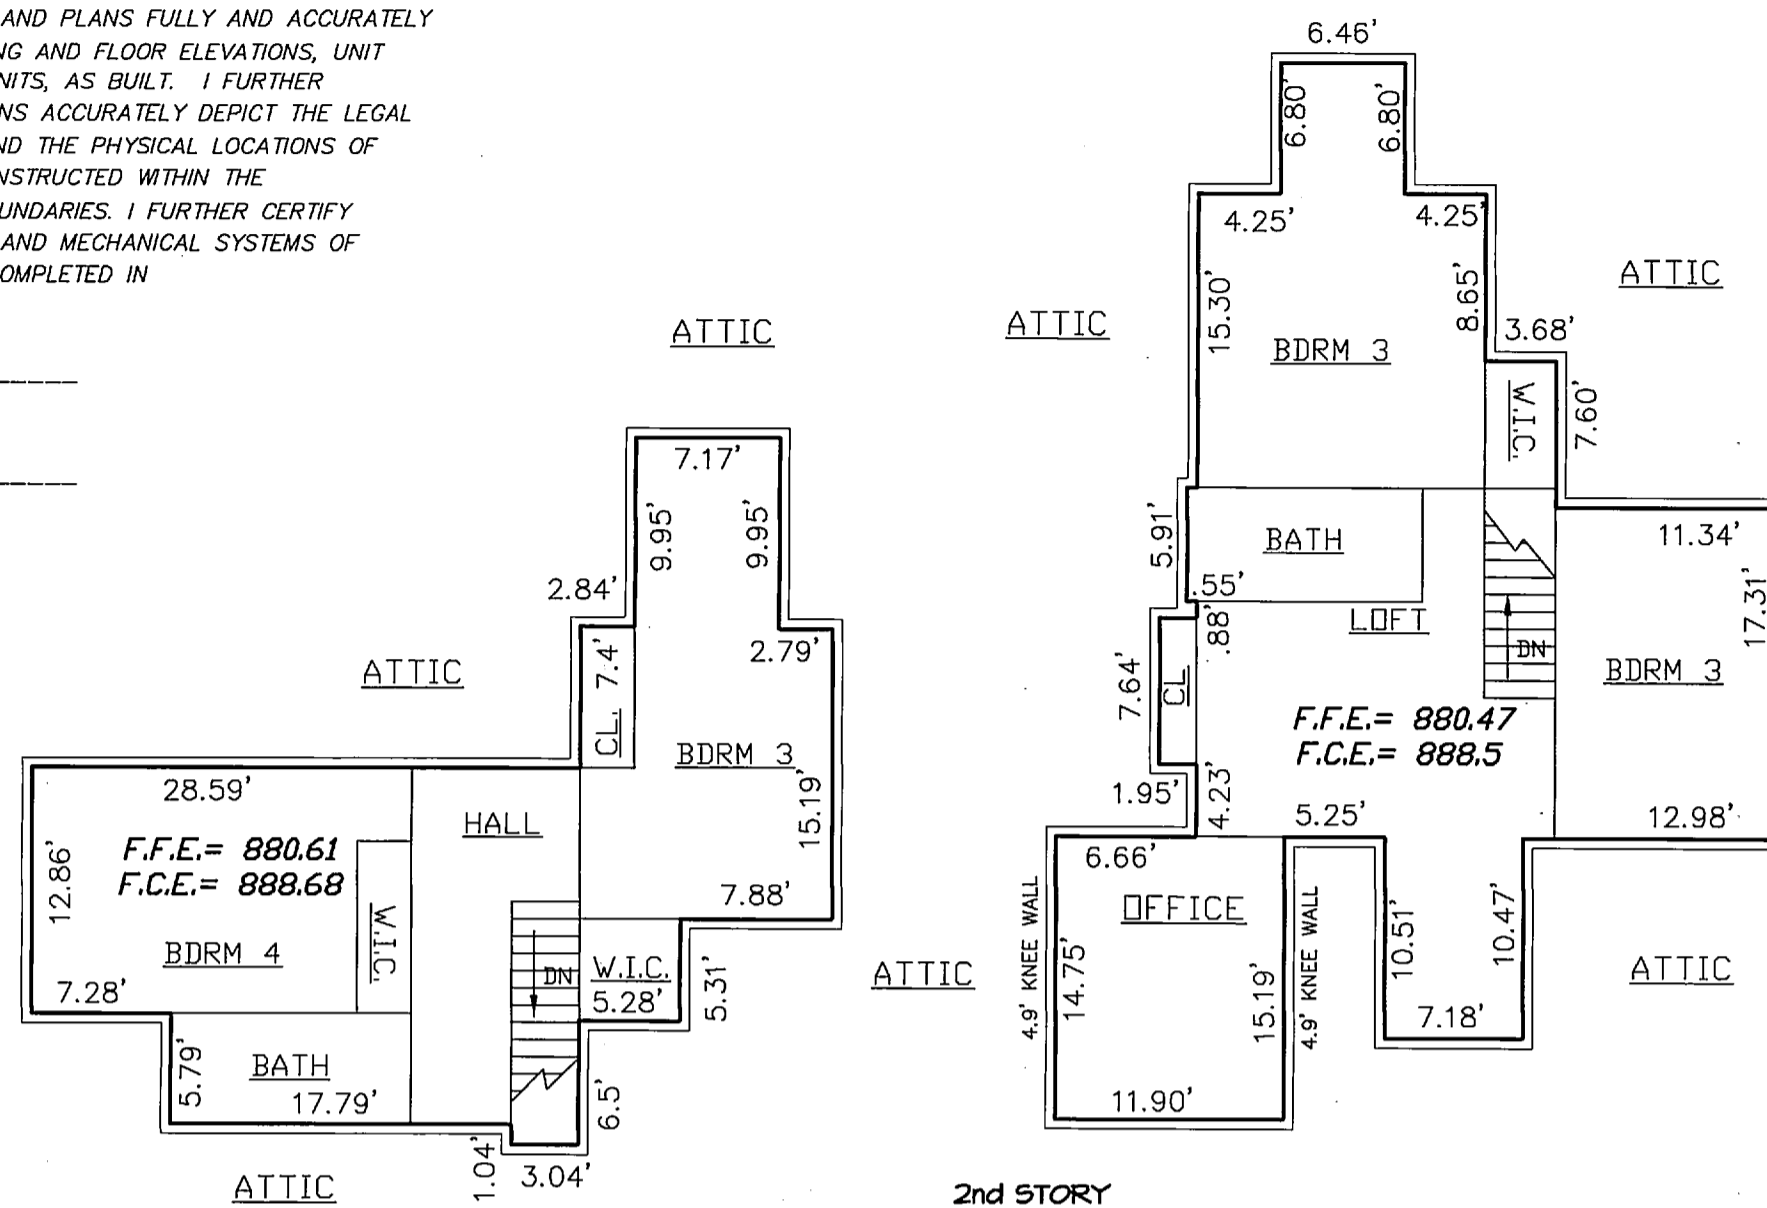 AND PLANS FULLY AND ACCURATELY
NG AND FLOOR ELEVATIONS, UNIT
NITS, AS BUILT. I FURTHER
NS ACCURATELY DEPICT THE LEGAL
ND THE PHYSICAL LOCATIONS OF
NSTRUCTED WITHIN THE
UNDARIES. I FURTHER CERTIFY
AND MECHANICAL SYSTEMS OF
OMPLETED IN
ATTIC
7.17'
9.95'
9.95'
2.84'
2.79'
ATTIC
CL. 7.4'
BDRM 3
15.19'
28.59'
HALL
F.F.E.= 880.61
F.C.E.= 888.68
12.86'
7.88'
W.I.C.
BDRM 4
DN
W.I.C.
5.28'
5.31'
7.28'
5.79'
BATH
17.79'
6.5'
1.04'
3.04'
ATTIC
ATTIC
6.46'
6.80'
6.80'
4.25'
4.25'
ATTIC
ATTIC
15.30'
8.65'
3.68'
BDRM 3
W.I.C.
7.60'
5.91'
BATH
11.34'
.55'
.88'
LOFT
17.31'
DN
7.64'
CL
BDRM 3
F.F.E.= 880.47
F.C.E.= 888.5
1.95'
4.23'
5.25'
12.98'
6.66'
4.9' KNEE WALL
OFFICE
4.9' KNEE WALL
14.75'
15.19'
10.51'
10.47'
ATTIC
7.18'
11.90'
2nd STORY